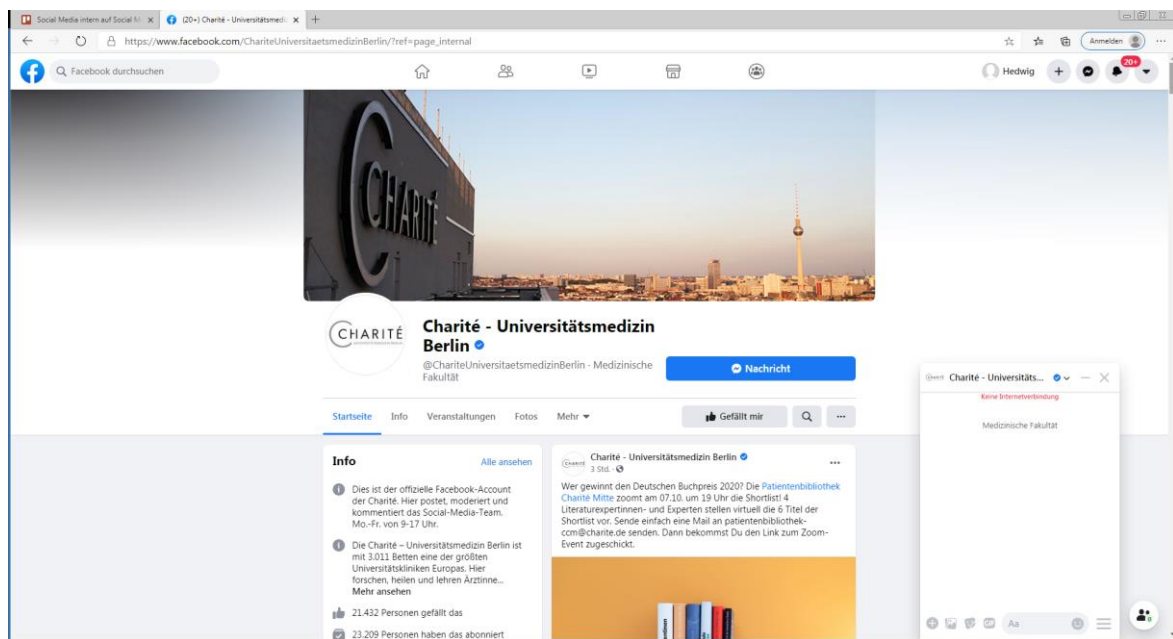 Social Media intern auf Social M
(20+) Charité - Universitätsmedi
https://www.facebook.com/ChariteUniversitaetsmedizinBerlin/?ref=page_internal
Anmelden
Facebook durchsuchen
Hedwig
20+
CHARITÉ
CHARITÉ
Charité - Universitätsmedizin
Berlin
@ChariteUniversitaetsmedizinBerlin · Medizinische
Fakultät
Nachricht
Startseite Info Veranstaltungen Fotos Mehr
Gefällt mir
Info
Alle ansehen
Dies ist der offizielle Facebook-Account
der Charité. Hier postet, moderiert und
kommentiert das Social-Media-Team.
Mo.-Fr. von 9-17 Uhr.
Die Charité – Universitätsmedizin Berlin ist
mit 3.011 Betten eine der größten
Universitätskliniken Europas. Hier
forschen, heilen und lehren Ärztinne...
Mehr ansehen
21.432 Personen gefällt das
23.209 Personen haben das abonniert
Charité - Universitätsmedizin Berlin
3 Std. ·
Wer gewinnt den Deutschen Buchpreis 2020? Die Patientenbibliothek
Charité Mitte zoomt am 07.10. um 19 Uhr die Shortlist! 4
Literaturexpertinnen- und Experten stellen virtuell die 6 Titel der
Shortlist vor. Sende einfach eine Mail an patientenbibliothek-
ccm@charite.de senden. Dann bekommst Du den Link zum Zoom-
Event zugeschickt.
Charité - Universitäts...
Keine Internetverbindung
Medizinische Fakultät
Aa